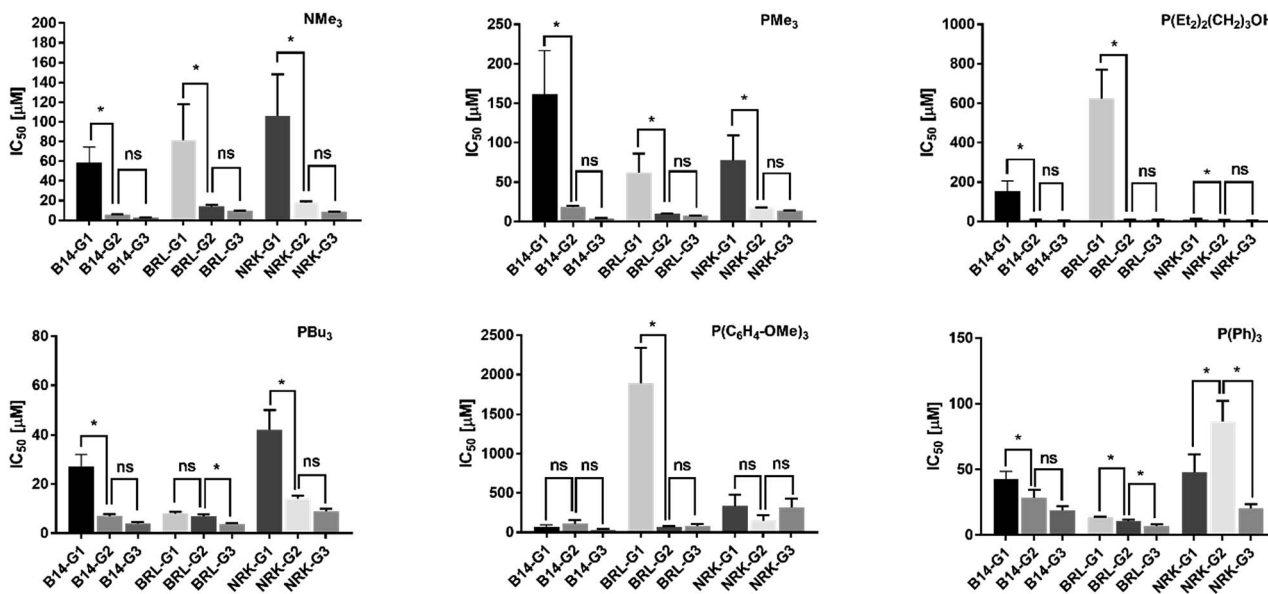 NMe3
IC50 [µM]
200
180
160
140
120
100
80
60
40
20
0
*
ns
*
ns
*
ns
B14-G1
B14-G2
B14-G3
BRL-G1
BRL-G2
BRL-G3
NRK-G1
NRK-G2
NRK-G3
PMe3
IC50 [µM]
250
200
150
100
50
0
*
ns
*
ns
*
ns
B14-G1
B14-G2
B14-G3
BRL-G1
BRL-G2
BRL-G3
NRK-G1
NRK-G2
NRK-G3
P(Et2)2(CH2)3OH
IC50 [µM]
1000
800
600
400
200
0
*
ns
*
ns
*
ns
B14-G1
B14-G2
B14-G3
BRL-G1
BRL-G2
BRL-G3
NRK-G1
NRK-G2
NRK-G3
PBu3
IC50 [µM]
80
60
40
20
0
*
ns
ns
*
*
ns
B14-G1
B14-G2
B14-G3
BRL-G1
BRL-G2
BRL-G3
NRK-G1
NRK-G2
NRK-G3
P(C6H4-OMe)3
IC50 [µM]
2500
2000
1500
1000
500
0
ns
ns
*
ns
ns
ns
B14-G1
B14-G2
B14-G3
BRL-G1
BRL-G2
BRL-G3
NRK-G1
NRK-G2
NRK-G3
P(Ph)3
IC50 [µM]
150
100
50
0
*
ns
*
*
*
*
B14-G1
B14-G2
B14-G3
BRL-G1
BRL-G2
BRL-G3
NRK-G1
NRK-G2
NRK-G3